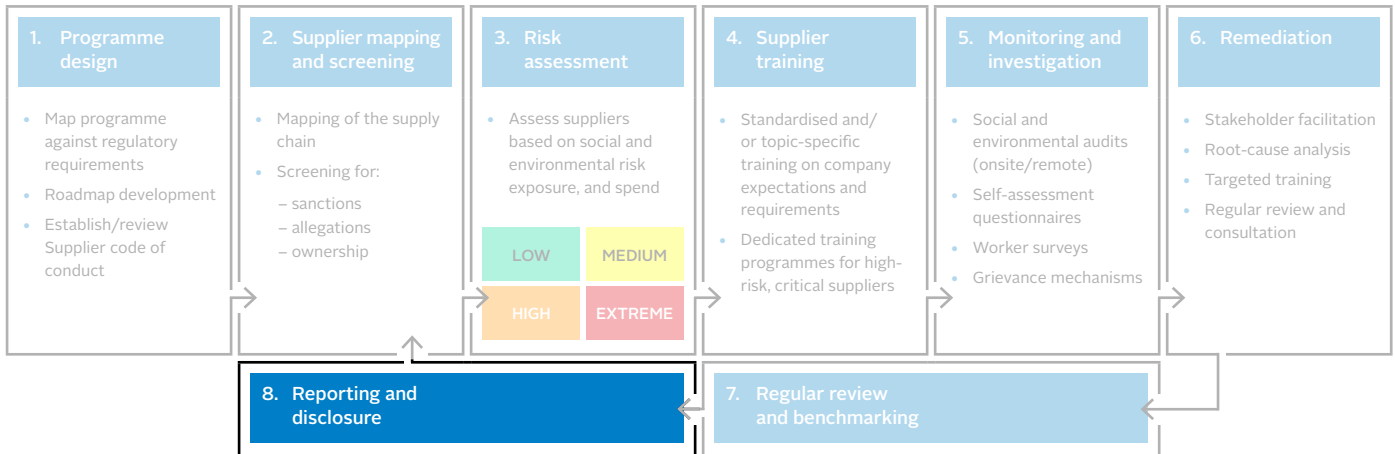 1. Programme
design
• Map programme
against regulatory
requirements
• Roadmap development
• Establish/review
Supplier code of
conduct
2. Supplier mapping
and screening
• Mapping of the supply
chain
• Screening for:
– sanctions
– allegations
– ownership
3. Risk
assessment
• Assess suppliers
based on social and
environmental risk
exposure, and spend
LOW
MEDIUM
HIGH
EXTREME
4. Supplier
training
• Standardised and/
or topic-specific
training on company
expectations and
requirements
• Dedicated training
programmes for high-
risk, critical suppliers
5. Monitoring and
investigation
• Social and
environmental audits
(onsite/remote)
• Self-assessment
questionnaires
• Worker surveys
• Grievance mechanisms
6. Remediation
• Stakeholder facilitation
• Root-cause analysis
• Targeted training
• Regular review and
consultation
7. Regular review
and benchmarking
8. Reporting and
disclosure